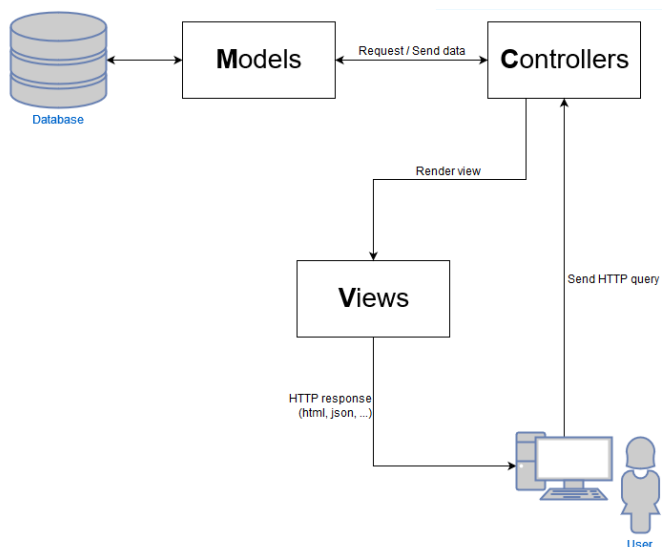 Models
Request / Send data
Controllers
Database
Render view
Views
Send HTTP query
HTTP response
(html, json, ...)
User